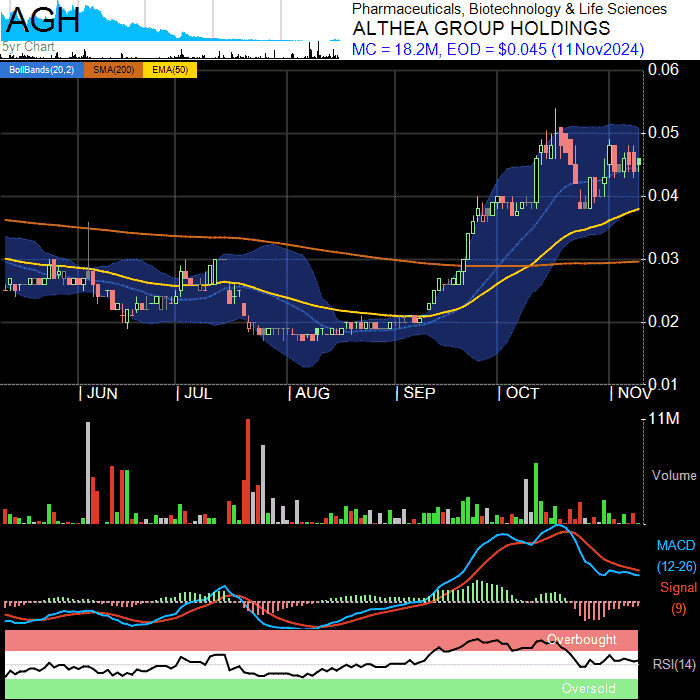 AGH
5yr Chart
Pharmaceuticals, Biotechnology & Life Sciences
ALTHEA GROUP HOLDINGS
MC = 18.2M, EOD = $0.045 (11Nov2024)
BollBands(20,2) SMA(200) EMA(50)
0.06
0.05
0.04
0.03
0.02
0.01
JUN JUL AUG SEP OCT NOV
11M
Volume
MACD
(12-26)
Signal
(9)
Overbought
RSI(14)
Oversold